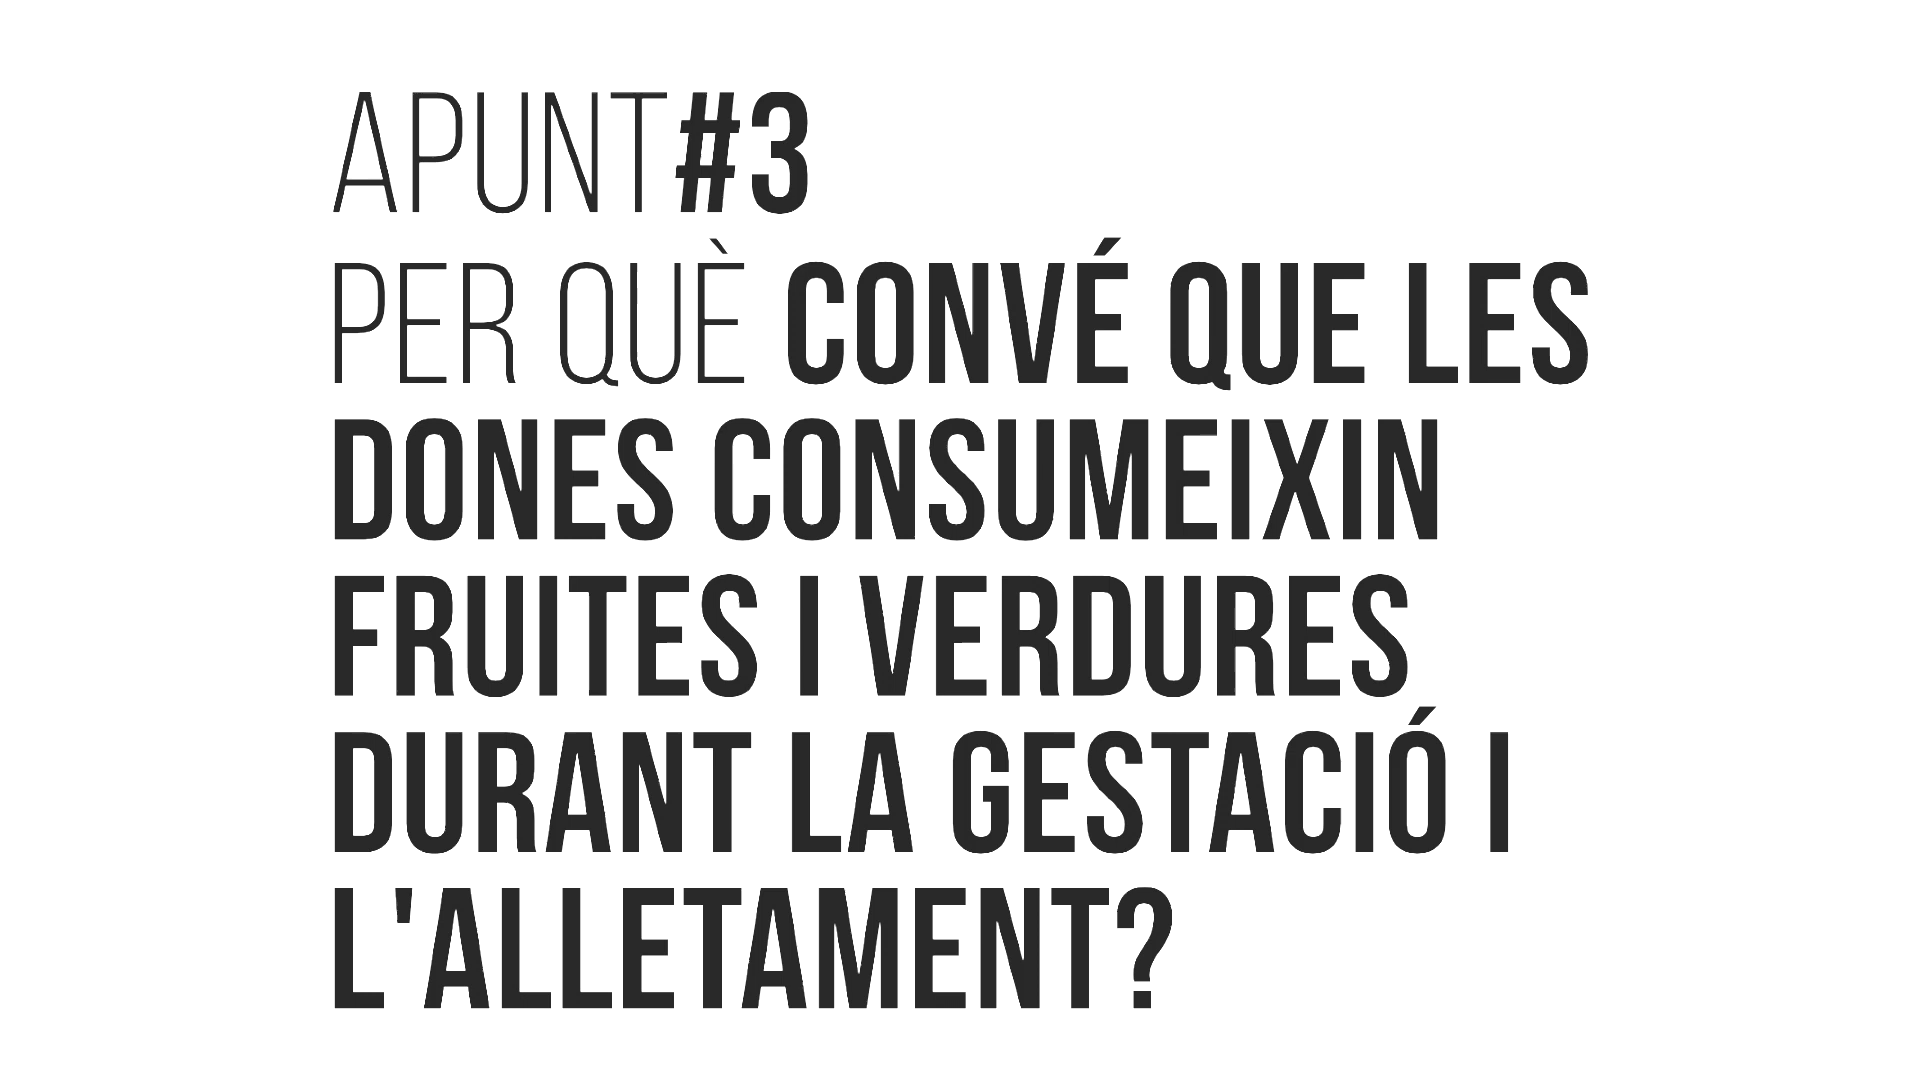 APUNT#3
PER QUÈ CONVÉ QUE LES
DONES CONSUMEIXIN
FRUITES I VERDURES
DURANT LA GESTACIÓ I
L'ALLETAMENT?